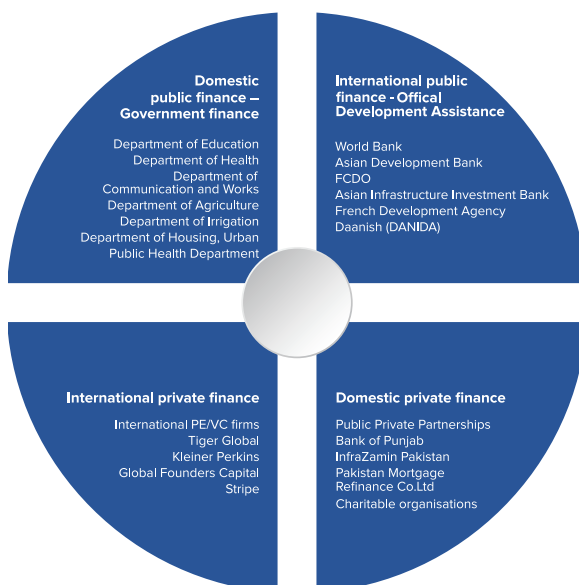 Domestic
public finance –
Government finance
Department of Education
Department of Health
Department of
Communication and Works
Department of Agriculture
Department of Irrigation
Department of Housing, Urban
Public Health Department
International public
finance - Offical
Development Assistance
World Bank
Asian Development Bank
FCDO
Asian Infrastructure Investment Bank
French Development Agency
Daanish (DANIDA)
International private finance
International PE/VC firms
Tiger Global
Kleiner Perkins
Global Founders Capital
Stripe
Domestic private finance
Public Private Partnerships
Bank of Punjab
InfraZamin Pakistan
Pakistan Mortgage
Refinance Co.Ltd
Charitable organisations